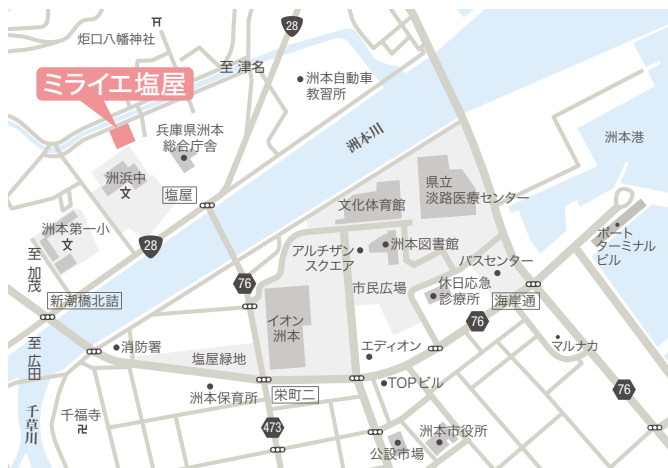 炬口八幡神社
28
至 津名
ミライエ塩屋
洲本自動車
教習所
兵庫県洲本
総合庁舎
洲本川
洲本港
洲浜中
文
塩屋
県立
淡路医療センター
文化体育館
洲本第一小
文
28
アルチザン
スクエア
洲本図書館
ポート
ターミナル
ビル
至 加茂
バスセンター
76
市民広場
休日応急
診療所
海岸通
新潮橋北詰
イオン
洲本
76
消防署
至 広田
塩屋緑地
エディオン
マルナカ
洲本保育所
栄町二
TOPビル
76
千草川
千福寺
卍
473
洲本市役所
公設市場